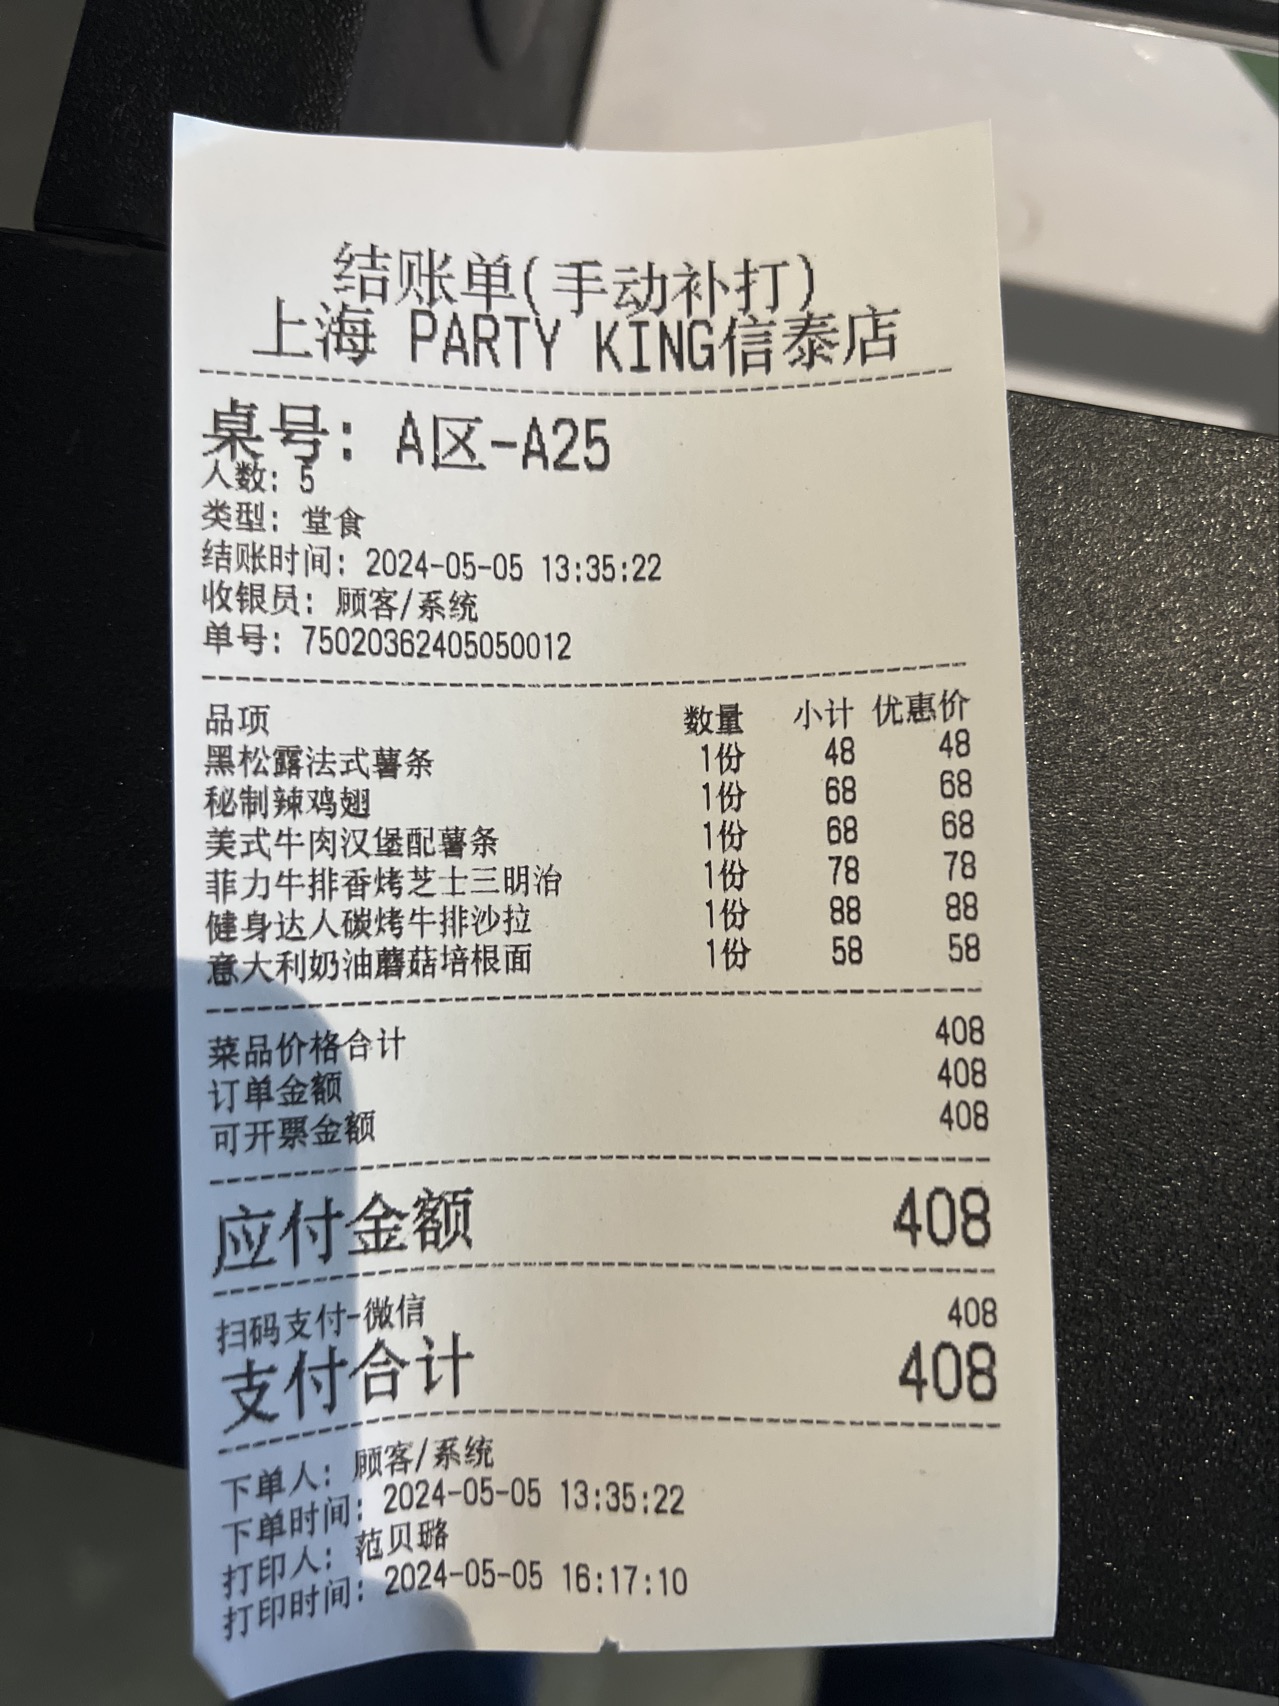 结账单(手动补打)
上海 PARTY KING信泰店
桌号: A区-A25
人数: 5
类型: 堂食
结账时间: 2024-05-05 13:35:22
收银员: 顾客/系统
单号: 75020362405050012
品项 数量 小计 优惠价
黑松露法式薯条 1份 48 48
秘制辣鸡翅 1份 68 68
美式牛肉汉堡配薯条 1份 68 68
菲力牛排香烤芝士三明治 1份 78 78
健身达人碳烤牛排沙拉 1份 88 88
意大利奶油蘑菇培根面 1份 58 58
菜品价格合计 408
订单金额 408
可开票金额 408
应付金额 408
扫码支付-微信 408
支付合计 408
下单人: 顾客/系统
下单时间: 2024-05-05 13:35:22
打印人: 范贝璐
打印时间: 2024-05-05 16:17:10